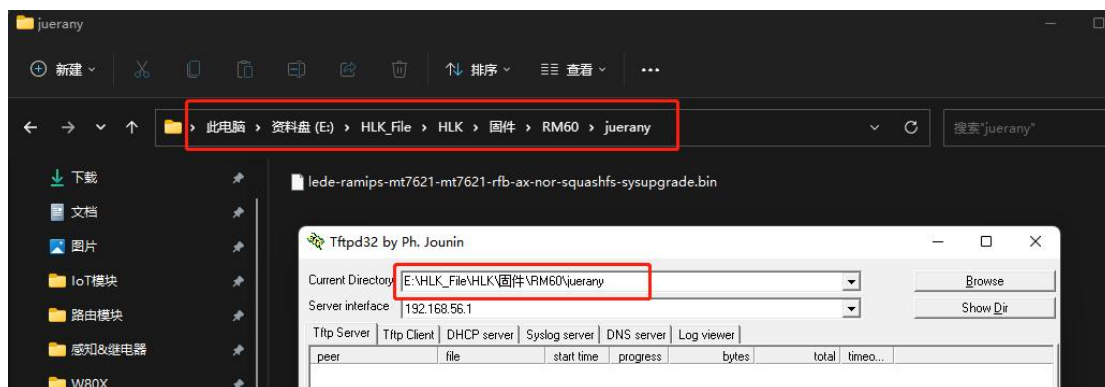 juerany
新建 排序 查看 ...
此电脑 > 资料盘 (E:) > HLK_File > HLK > 固件 > RM60 > juerany
搜索"juerany"
下载
lede-ramips-mt7621-mt7621-rfb-ax-nor-squashfs-sysupgrade.bin
文档
图片
IoT模块
路由模块
感知&继电器
W80X
Tftpd32 by Ph. Jounin
Current Directory E:\HLK_File\HLK\固件\RM60\juerany Browse
Server interface 192.168.56.1 Show Dir
Tftp Server Tftp Client DHCP server Syslog server DNS server Log viewer
peer file start time progress bytes total timeo...